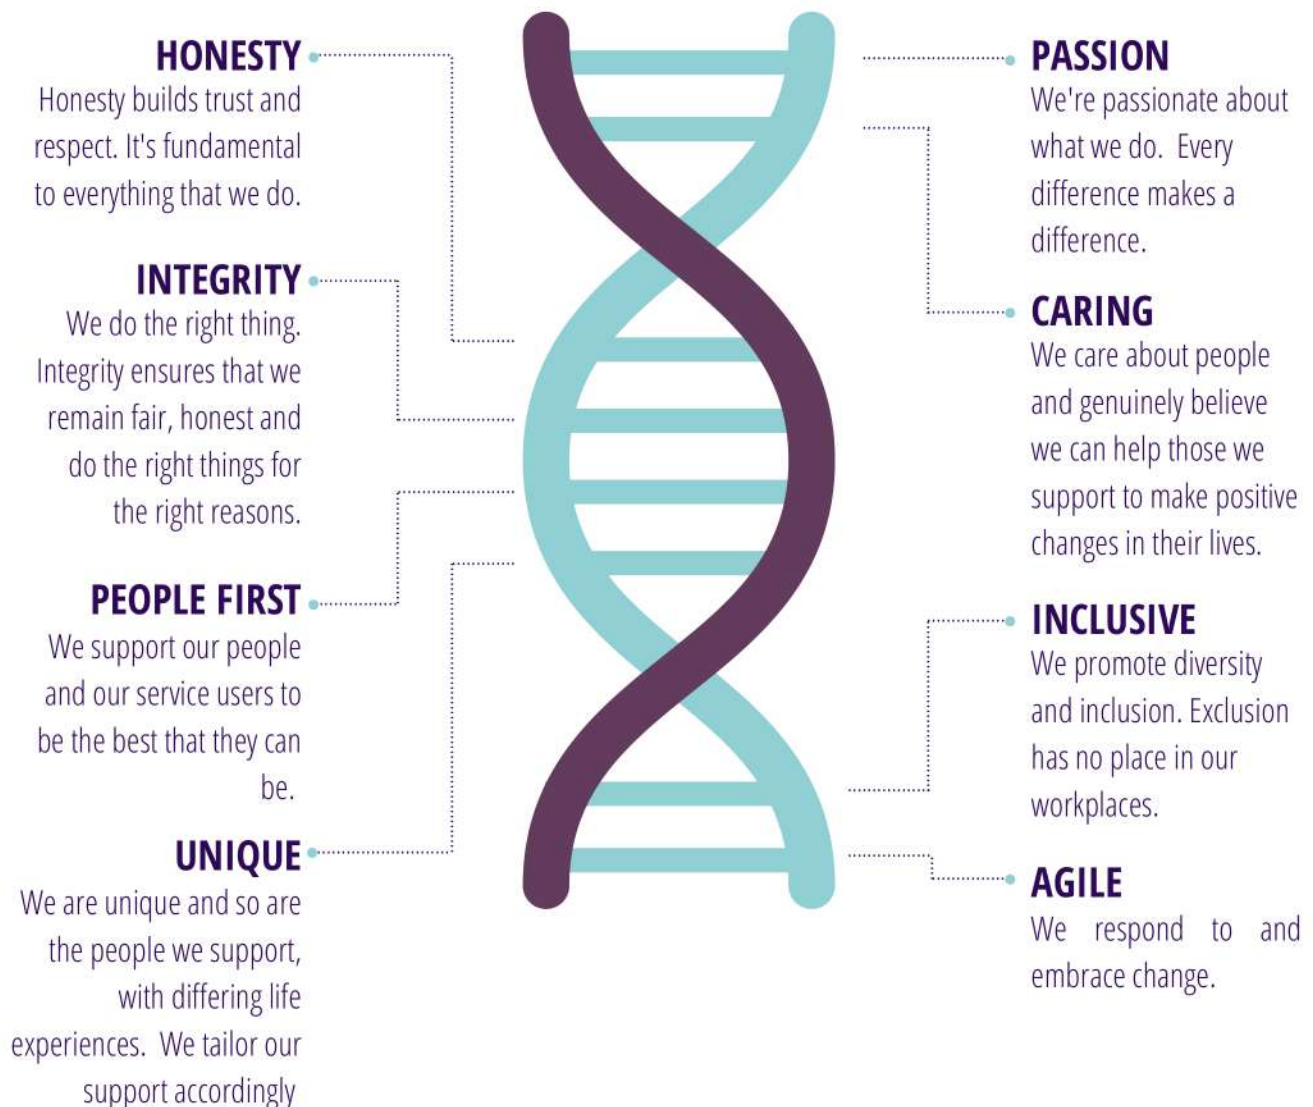 HONESTY
Honesty builds trust and
respect. It's fundamental
to everything that we do.
INTEGRITY
We do the right thing.
Integrity ensures that we
remain fair, honest and
do the right things for
the right reasons.
PEOPLE FIRST
We support our people
and our service users to
be the best that they can
be.
UNIQUE
We are unique and so are
the people we support,
with differing life
experiences.  We tailor our
support accordingly
PASSION
We're passionate about
what we do.  Every
difference makes a
difference.
CARING
We care about people
and genuinely believe
we can help those we
support to make positive
changes in their lives.
INCLUSIVE
We promote diversity
and inclusion. Exclusion
has no place in our
workplaces.
AGILE
We respond to and
embrace change.